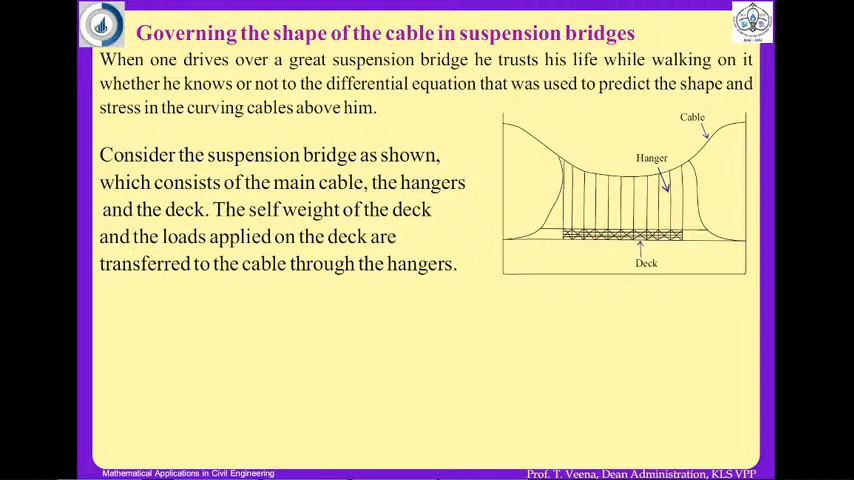 Governing the shape of the cable in suspension bridges
When one drives over a great suspension bridge he trusts his life while walking on it
whether he knows or not to the differential equation that was used to predict the shape and
stress in the curving cables above him.
Cable
Hanger
Consider the suspension bridge as shown,
which consists of the main cable, the hangers
and the deck. The self weight of the deck
and the loads applied on the deck are
transferred to the cable through the hangers.
Deck
Mathematical Applications in Civil Engineering
Prof. T. Veena, Dean Administration, KLS VPP